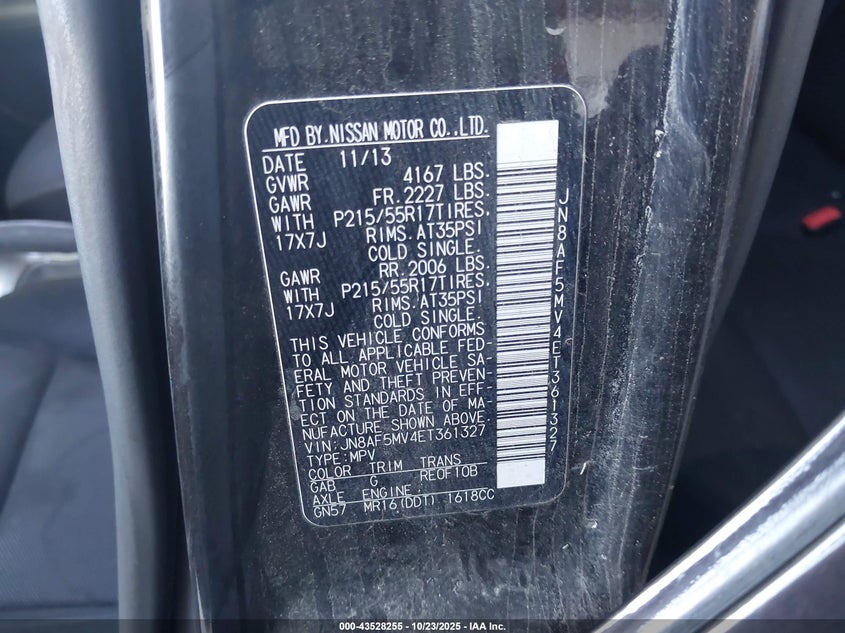 MFD BY.NISSAN MOTOR CO.,LTD.
DATE 11/13
GVWR 4167 LBS.
GAWR FR. 2227 LBS.
WITH P215/55R17TIRES.
17X7J RIMS. AT35PSI
COLD SINGLE.
GAWR RR. 2006 LBS.
WITH P215/55R17TIRES.
17X7J RIMS. AT35PSI
COLD SINGLE.
THIS VEHICLE CONFORMS
TO ALL APPLICABLE FED-
ERAL MOTOR VEHICLE SA-
FETY AND THEFT PREVEN-
TION STANDARDS IN EFF-
ECT ON THE DATE OF MA-
NUFACTURE SHOWN ABOVE.
VIN:JN8AF5MV4ET361327
TYPE:MPV
COLOR TRIM TRANS
GAB G RE0F10B
AXLE ENGINE
GN57 MR16(DDT) 1618CC
JN8AF5MV4ET361327
000-43528255 - 10/23/2025 - IAA Inc.